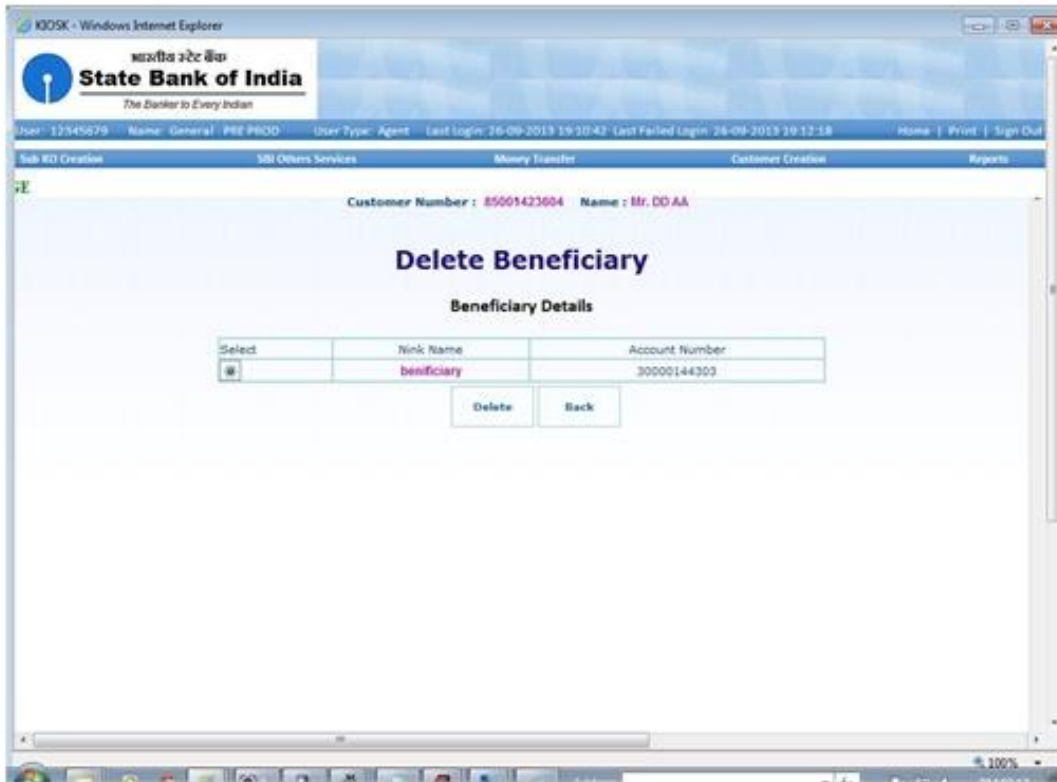 KIOSK - Windows Internet Explorer
भारतीय स्टेट बैंक
State Bank of India
The Banker to Every Indian
User: 12345679 Name: General PRE PROD User Type: Agent Last Login: 26-09-2013 19:10:42 Last Failed Login: 26-09-2013 19:12:18 Home | Print | Sign Out
Sub KO Creation SBI Others Services Money Transfer Customer Creation Reports
GE
Customer Number : 85001423604 Name : Mr. DD AA
Delete Beneficiary
Beneficiary Details
Select Nink Name Account Number
benificiary 30000144303
Delete Back
100%